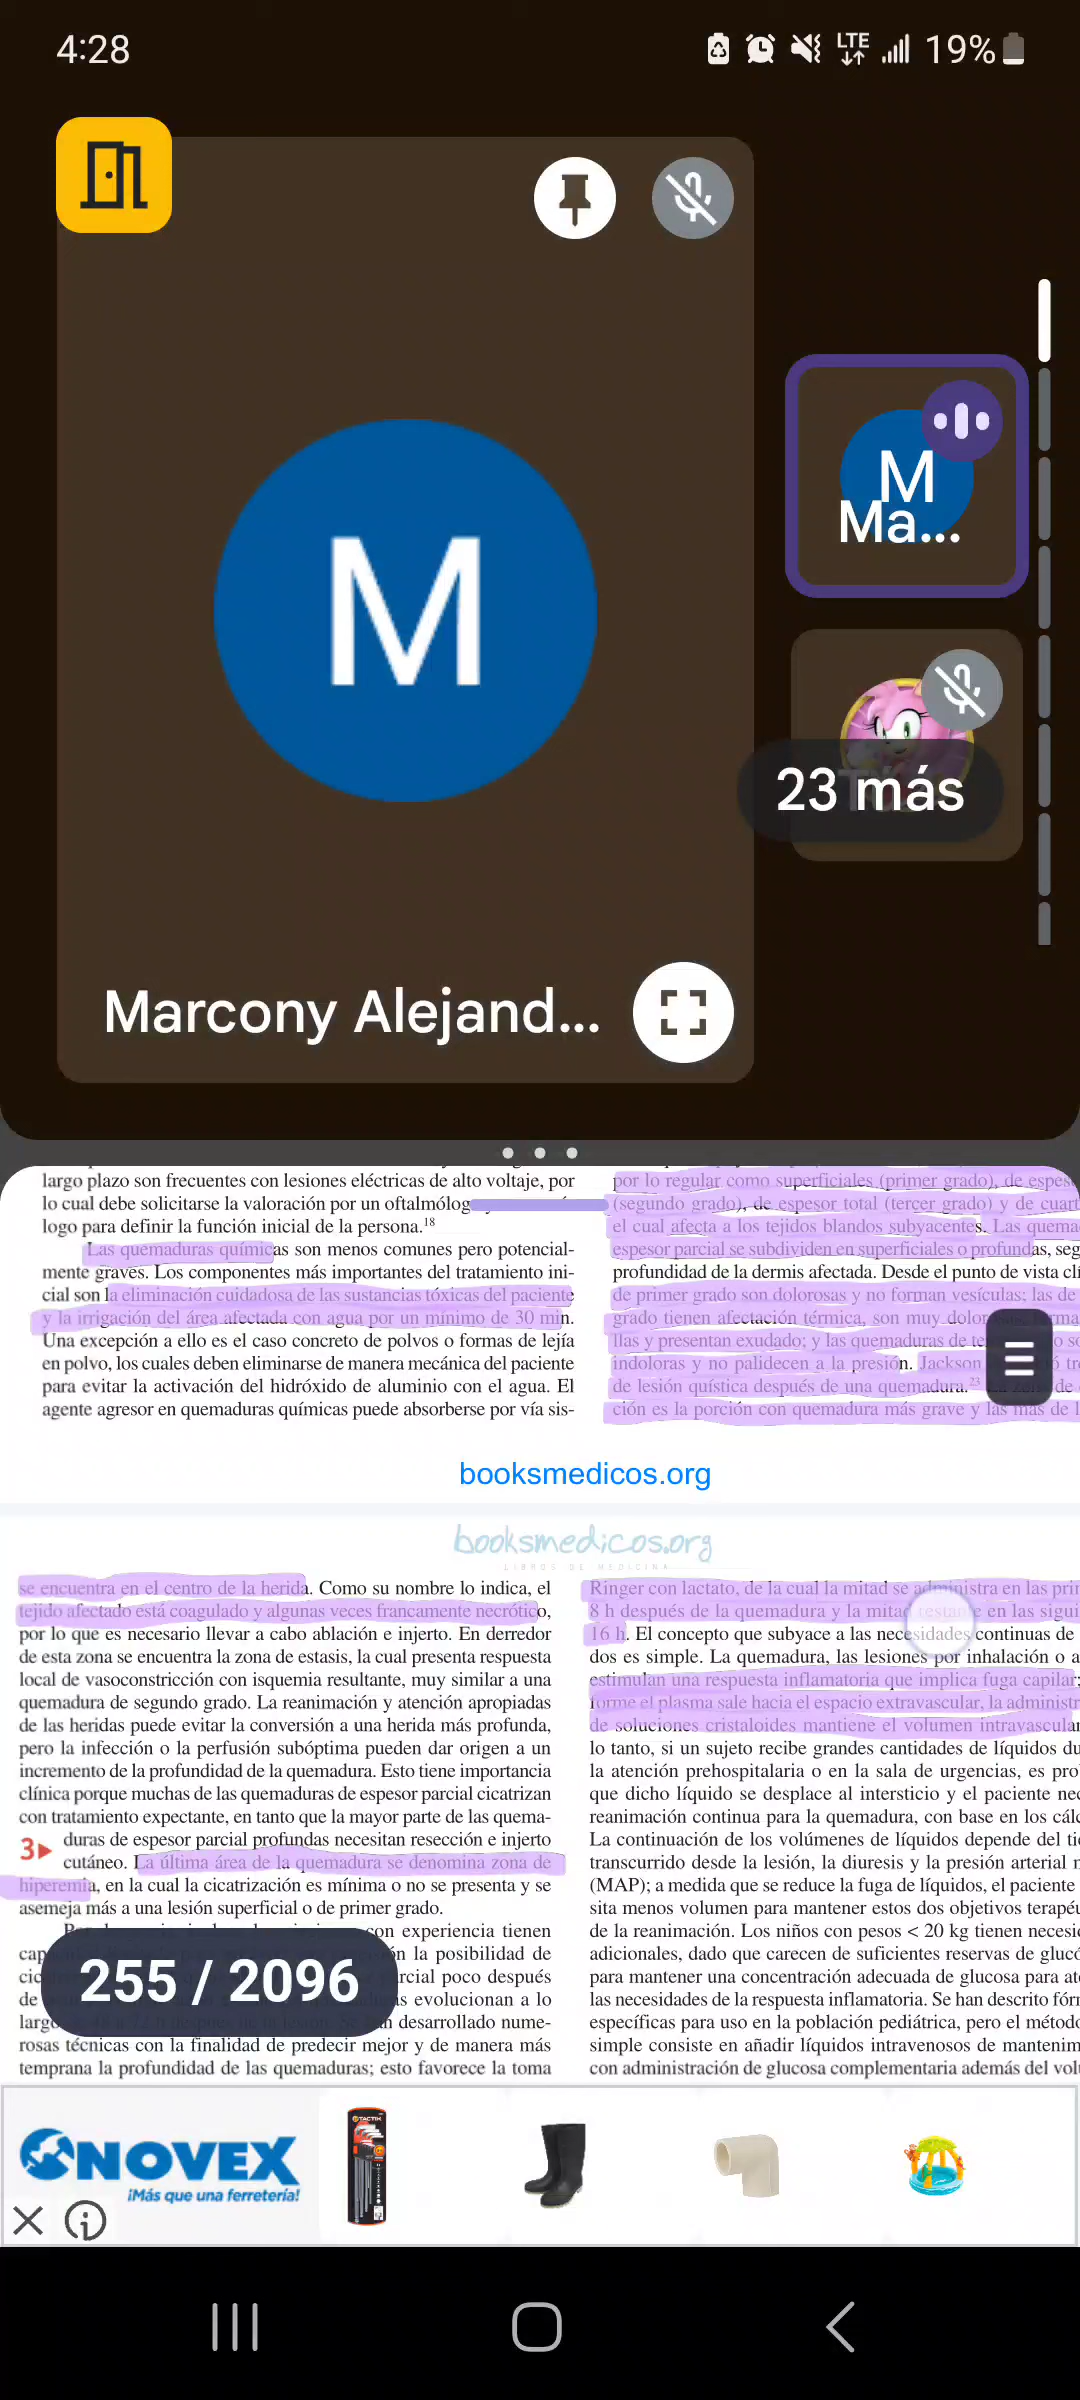 4:28
LTE
19%
M
M
Ma...
23 más
Marcony Alejand...
largo plazo son frecuentes con lesiones eléctricas de alto voltaje, por
lo cual debe solicitarse la valoración por un oftalmólog
logo para definir la función inicial de la persona.18
Las quemaduras químicas son menos comunes pero potencial-
mente graves. Los componentes más importantes del tratamiento ini-
cial son la eliminación cuidadosa de las sustancias tóxicas del paciente
y la irrigación del área afectada con agua por un mínimo de 30 min.
Una excepción a ello es el caso concreto de polvos o formas de lejía
en polvo, los cuales deben eliminarse de manera mecánica del paciente
para evitar la activación del hidróxido de aluminio con el agua. El
agente agresor en quemaduras químicas puede absorberse por vía sis-
por lo regular como superficiales (primer grado), de espes
(segundo grado), de espesor total (tercer grado) y de cuart
el cual afecta a los tejidos blandos subyacentes. Las quema
espesor parcial se subdividen en superficiales o profundas, seg
profundidad de la dermis afectada. Desde el punto de vista clí
de primer grado son dolorosas y no forman vesículas; las de
grado tienen afectación térmica, son muy
llas y presentan exudado; y las quemaduras de
indoloras y no palidecen a la presión. Jackson
de lesión quística después de una quemadura.23 de
ción es la porción con quemadura más grave y las más de l
booksmedicos.org
booksmedicos.org
LIBROS DE MEDICINA
se encuentra en el centro de la herida. Como su nombre lo indica, el
tejido afectado está coagulado y algunas veces francamente necrótico,
por lo que es necesario llevar a cabo ablación e injerto. En derredor
de esta zona se encuentra la zona de estasis, la cual presenta respuesta
local de vasoconstricción con isquemia resultante, muy similar a una
quemadura de segundo grado. La reanimación y atención apropiadas
de las heridas puede evitar la conversión a una herida más profunda,
pero la infección o la perfusión subóptima pueden dar origen a un
incremento de la profundidad de la quemadura. Esto tiene importancia
clínica porque muchas de las quemaduras de espesor parcial cicatrizan
con tratamiento expectante, en tanto que la mayor parte de las quema-
3 duras de espesor parcial profundas necesitan resección e injerto
cutáneo. La última área de la quemadura se denomina zona de
hiperemia, en la cual la cicatrización es mínima o no se presenta y se
asemeja más a una lesión superficial o de primer grado.
con experiencia tienen
la posibilidad de
rcial poco después
de evolucionan a lo
desarrollado nume-
rosas técnicas con la finalidad de predecir mejor y de manera más
temprana la profundidad de las quemaduras; esto favorece la toma
255 / 2096
Ringer con lactato, de la cual la mitad se administra en las prin
8 h después de la quemadura y la mitad restante en las sigui
16 h. El concepto que subyace a las necesidades continuas de
dos es simple. La quemadura, las lesiones por inhalación o a
estimulan una respuesta inflamatoria que implica fuga capilar;
forme el plasma sale hacia el espacio extravascular, la administr
de soluciones cristaloides mantiene el volumen intravascular
lo tanto, si un sujeto recibe grandes cantidades de líquidos du
la atención prehospitalaria o en la sala de urgencias, es pro
que dicho líquido se desplace al intersticio y el paciente nec
reanimación continua para la quemadura, con base en los cálc
La continuación de los volúmenes de líquidos depende del tie
transcurrido desde la lesión, la diuresis y la presión arterial m
(MAP); a medida que se reduce la fuga de líquidos, el paciente
sita menos volumen para mantener estos dos objetivos terapéu
de la reanimación. Los niños con pesos < 20 kg tienen necesi
adicionales, dado que carecen de suficientes reservas de glucó
para mantener una concentración adecuada de glucosa para ate
las necesidades de la respuesta inflamatoria. Se han descrito fórm
específicas para uso en la población pediátrica, pero el método
simple consiste en añadir líquidos intravenosos de mantenim
con administración de glucosa complementaria además del volu
NOVEX
¡Más que una ferretería!
TACTIX